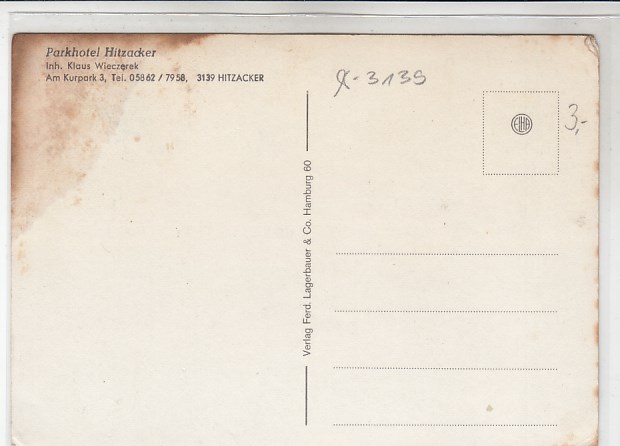 Parkhotel Hitzacker
Inh. Klaus Wieczerek
Am Kurpark 3, Tel. 05862 / 7958, 3139 HITZACKER
X-3139
3,-
Verlag Ferd. Lagerbauer & Co. Hamburg 60